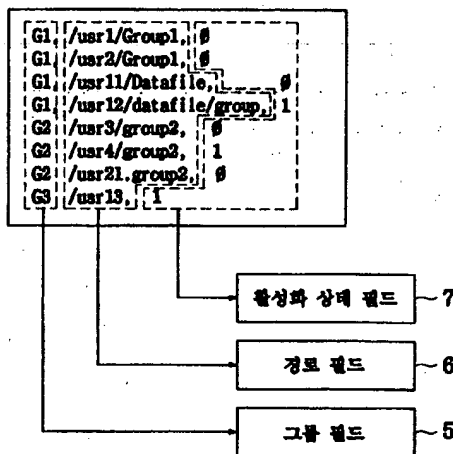 G1, /usr1/Group1, Ø
G1, /usr2/Group1, Ø
G1, /usr11/Datafile, Ø
G1, /usr12/datafile/group, 1
G2 /usr3/group2, Ø
G2 /usr4/group2, 1
G2 /usr21.group2, Ø
G3 /usr13, 1
활성화 상태 필드 7
경로 필드 6
그룹 필드 5